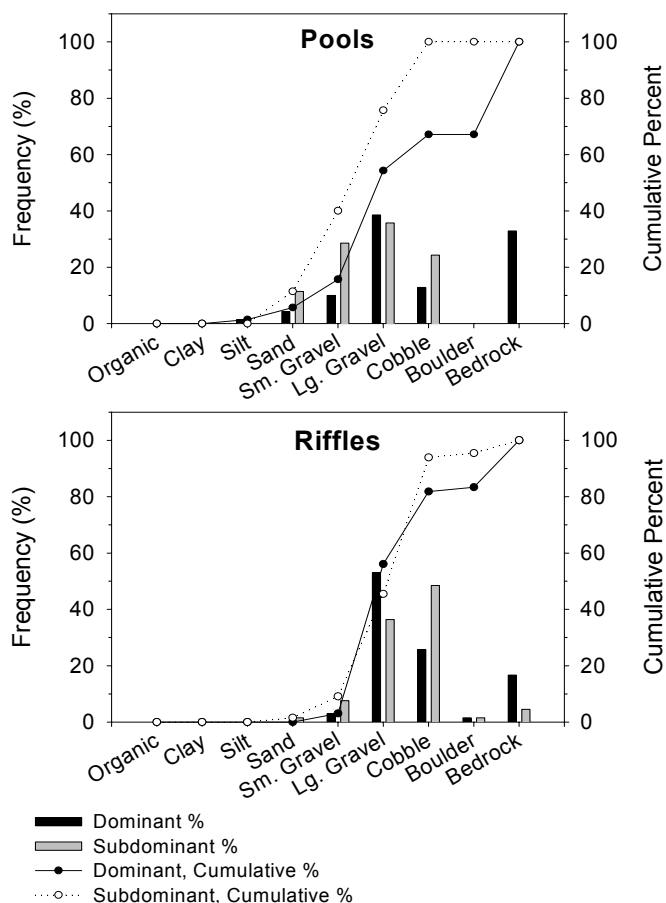 Pools
100
80
60
40
20
0
Frequency (%)
100
80
60
40
20
0
Cumulative Percent
Organic
Clay
Silt
Sand
Sm. Gravel
Lg. Gravel
Cobble
Boulder
Bedrock
Riffles
100
80
60
40
20
0
Frequency (%)
100
80
60
40
20
0
Cumulative Percent
Organic
Clay
Silt
Sand
Sm. Gravel
Lg. Gravel
Cobble
Boulder
Bedrock
Dominant %
Subdominant %
Dominant, Cumulative %
Subdominant, Cumulative %